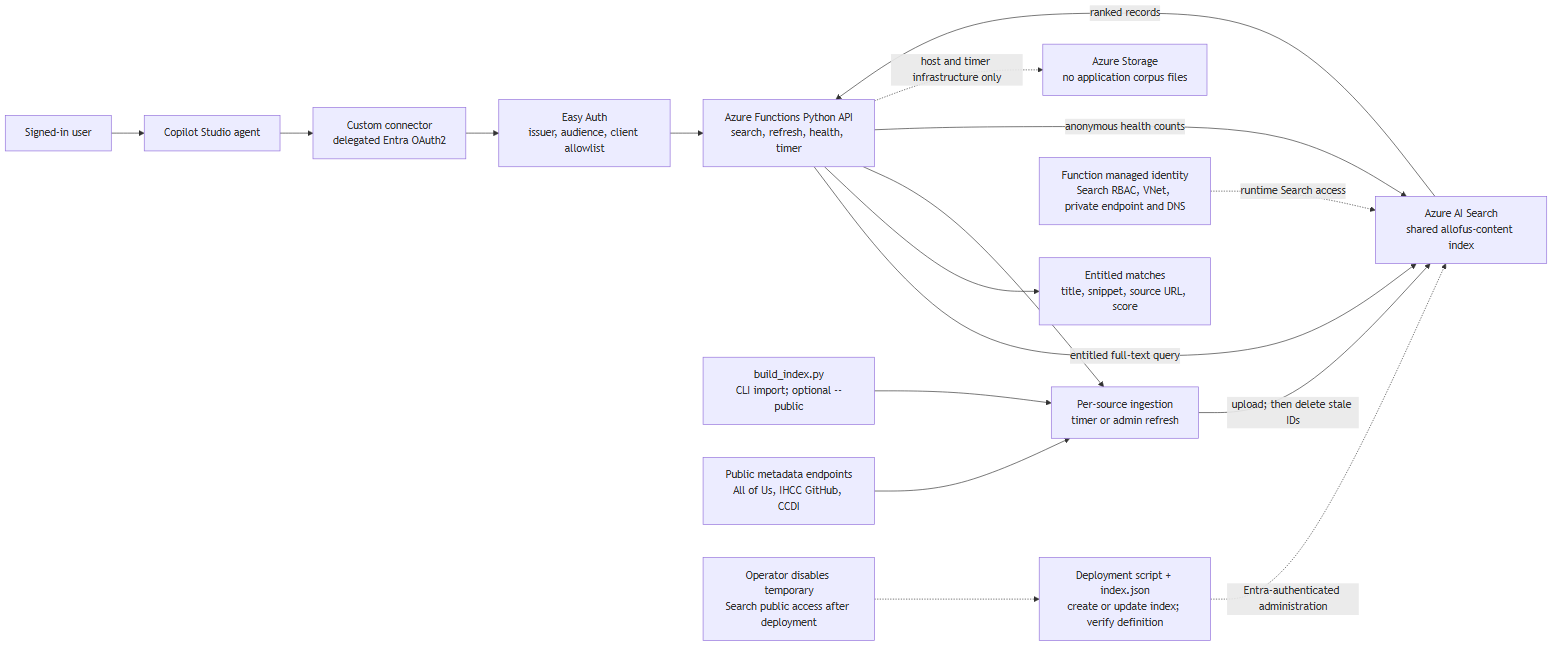 ranked records
host and timer
infrastructure only
Azure Storage
no application corpus files
Signed-in user
Copilot Studio agent
Custom connector
delegated Entra OAuth2
Easy Auth
issuer, audience, client
allowlist
Azure Functions Python API
search, refresh, health,
timer
anonymous health counts
Function managed identity
Search RBAC, VNet,
private endpoint and DNS
runtime Search access
Azure AI Search
shared allofus-content
index
Entitled matches
title, snippet, source URL,
score
entitled full-text query
build_index.py
CLI import; optional --
public
Per-source ingestion
timer or admin refresh
upload; then delete stale
IDs
Public metadata endpoints
All of Us, IHCC GitHub,
CCDI
Operator disables
temporary
Search public access after
deployment
Deployment script +
index.json
create or update index;
verify definition
Entra-authenticated
administration